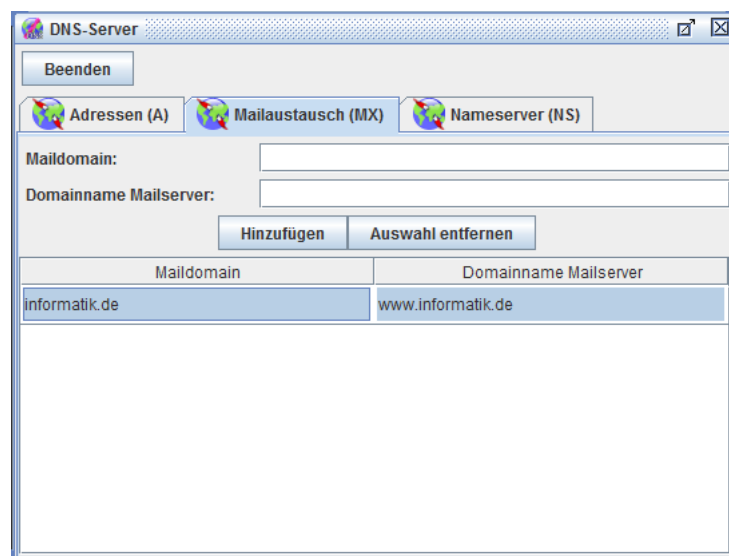 DNS-Server
Beenden
Adressen (A) Mailaustausch (MX) Nameserver (NS)
Maildomain:
Domainname Mailserver:
Hinzufügen Auswahl entfernen
Maildomain Domainname Mailserver
informatik.de www.informatik.de